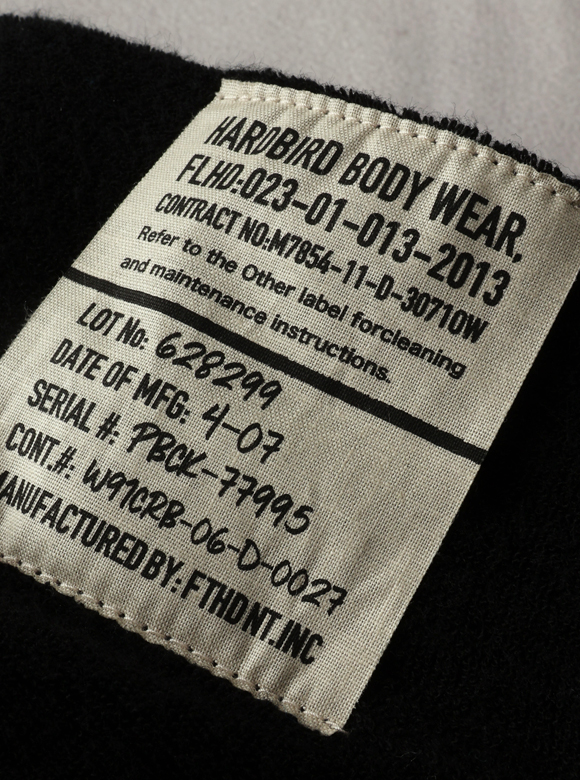 HARDBIRD BODY WEAR,
FLHD:023-01-013-2013
CONTRACT NO:M7854-11-D-30710W
Refer to the Other label forcleaning
and maintenance instructions.
LOT No: 628299
DATE OF MFG: 4-07
SERIAL #: PBCK-77995
CONT.#: W91CRB-06-D-0027
MANUFACTURED BY: FTHDNT.INC